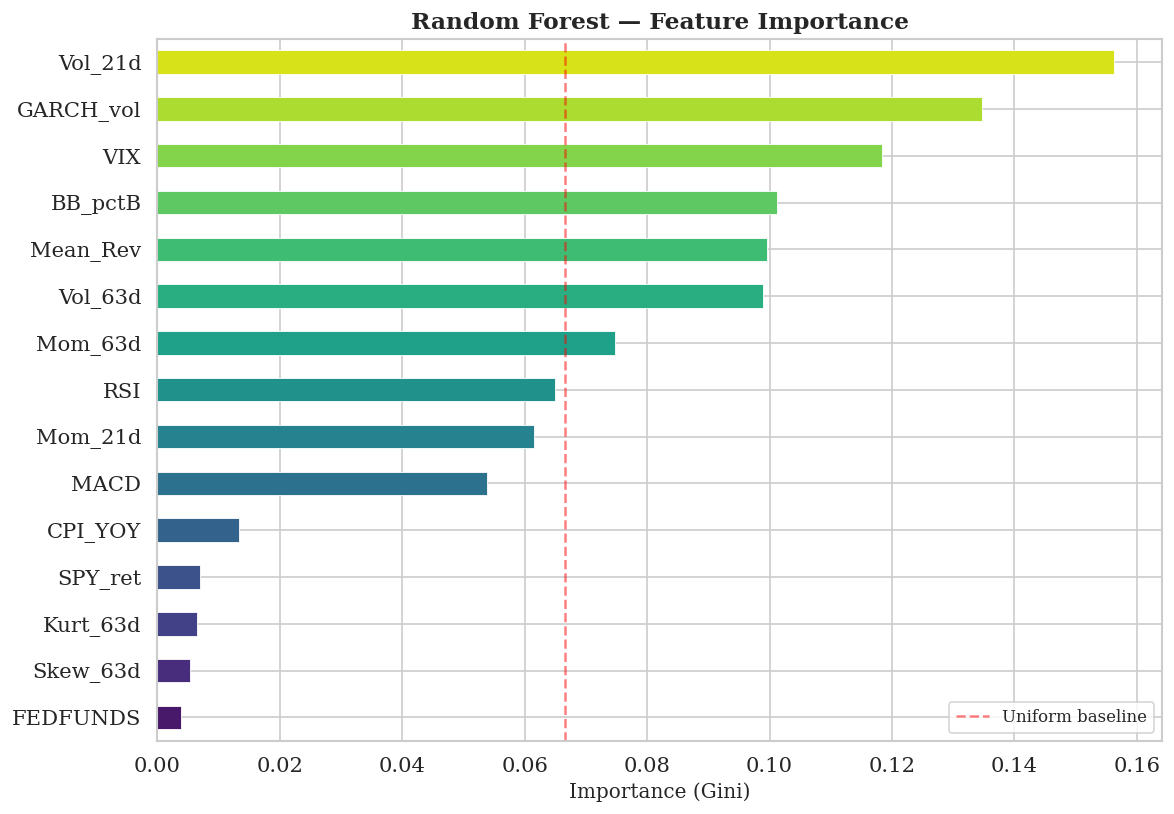 Random Forest — Feature Importance
Vol_21d
GARCH_vol
VIX
BB_pctB
Mean_Rev
Vol_63d
Mom_63d
RSI
Mom_21d
MACD
CPI_YOY
SPY_ret
Kurt_63d
Skew_63d
FEDFUNDS
Uniform baseline
0.00 0.02 0.04 0.06 0.08 0.10 0.12 0.14 0.16
Importance (Gini)